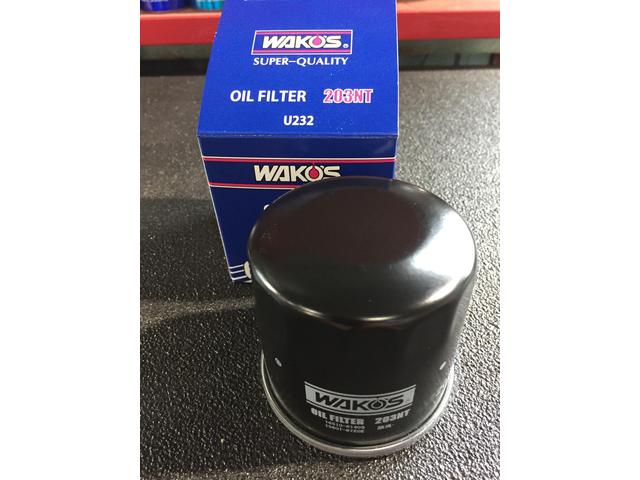 WAKO'S®
SUPER-QUALITY
OIL FILTER 203NT
U232
WAKO'S
WAKO'S
OIL FILTER 203NT